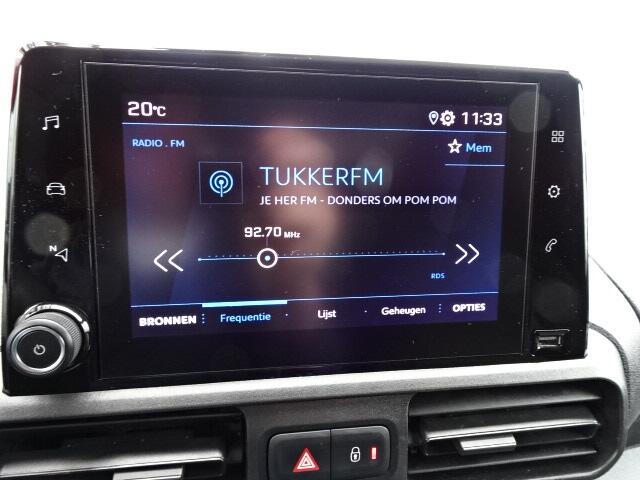 20°C
11:33
RADIO . FM
Mem
TUKKERFM
JE HER FM - DONDERS OM POM POM
92.70 MHz
RDS
BRONNEN : Frequentie · Lijst · Geheugen : OPTIES
N